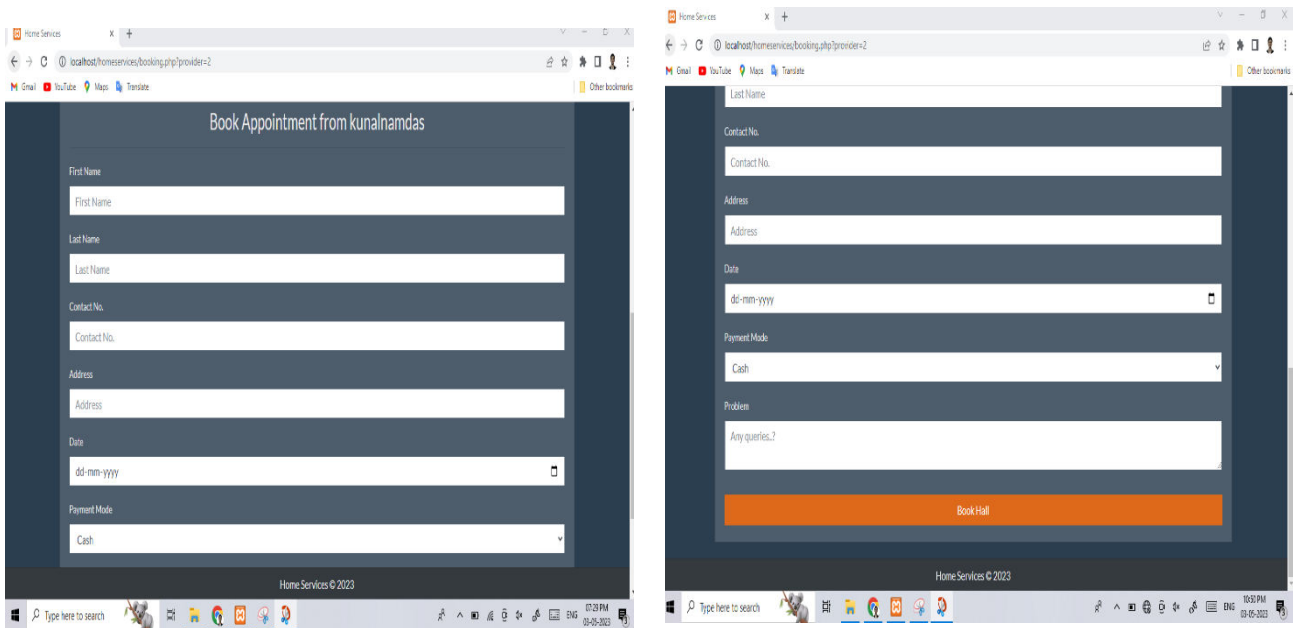 Home Services
localhost/homeservices/booking.php?provider=2
Gmail YouTube Maps Translate Other bookmarks
Book Appointment from kunalnamdas
First Name
First Name
Last Name
Last Name
Contact No.
Contact No.
Address
Address
Date
dd-mm-yyyy
Payment Mode
Cash
Home Services © 2023
Type here to search ENG 07:29 PM
03-05-2023
Home Services
localhost/homeservices/booking.php?provider=2
Gmail YouTube Maps Translate Other bookmarks
Last Name
Contact No.
Contact No.
Address
Address
Date
dd-mm-yyyy
Payment Mode
Cash
Problem
Any queries..?
Book Hall
Home Services © 2023
Type here to search ENG 10:50 PM
03-05-2023